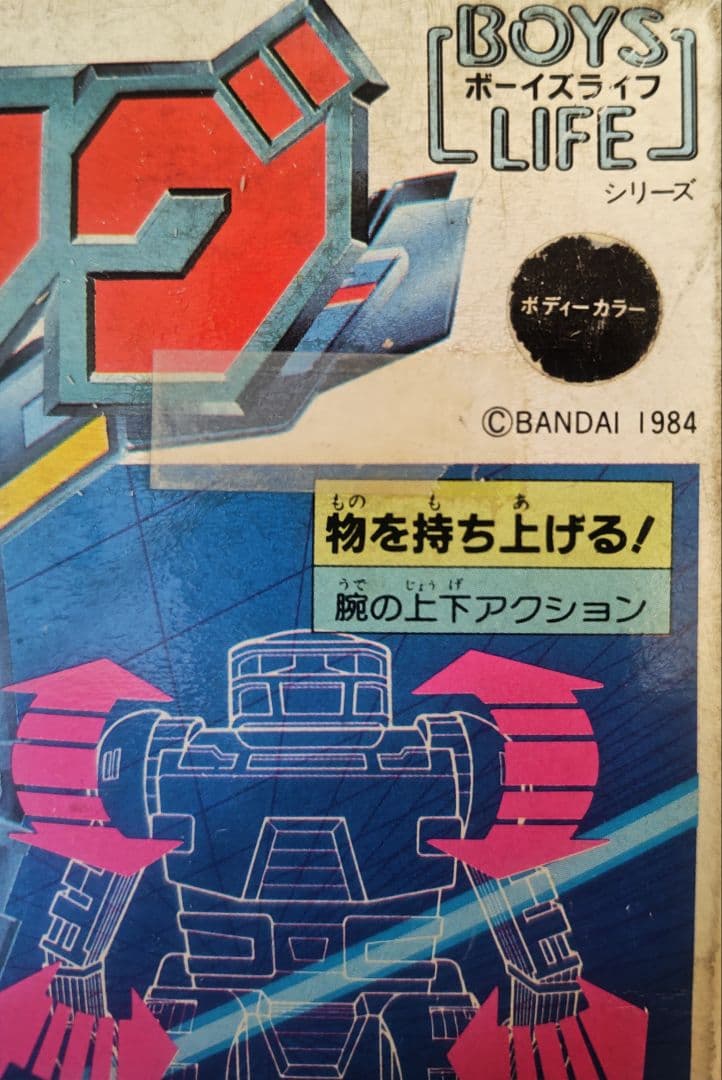 BOYS
ボーイズライフ
LIFE
シリーズ
グ
ボディーカラー
©BANDAI 1984
もの も あ
物を持ち上げる!
うで じょうげ
腕の上下アクション